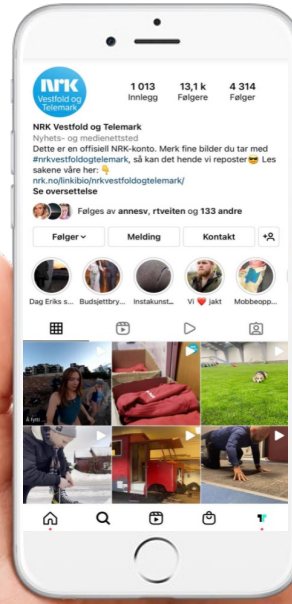 NRK
Vestfold og
Telemark
1 013
13,1 k
4 314
Innlegg
Følgere
Følger
NRK Vestfold og Telemark
Nyhets- og medienettsted
Dette er en offisiell NRK-konto. Merk fine bilder du tar med
#nrkvestfoldogtelemark, så kan det hende vi reposter😎 Les
sakene våre her: 👇
nrk.no/linkibio/nrkvestfoldogtelemark/
Se oversettelse
Følges av annesv, rtveiten og 133 andre
Følger
Melding
Kontakt
Dag Eriks s...
Budsjettbry...
Instakunst...
Vi ❤️ jakt
Mobbeopp...